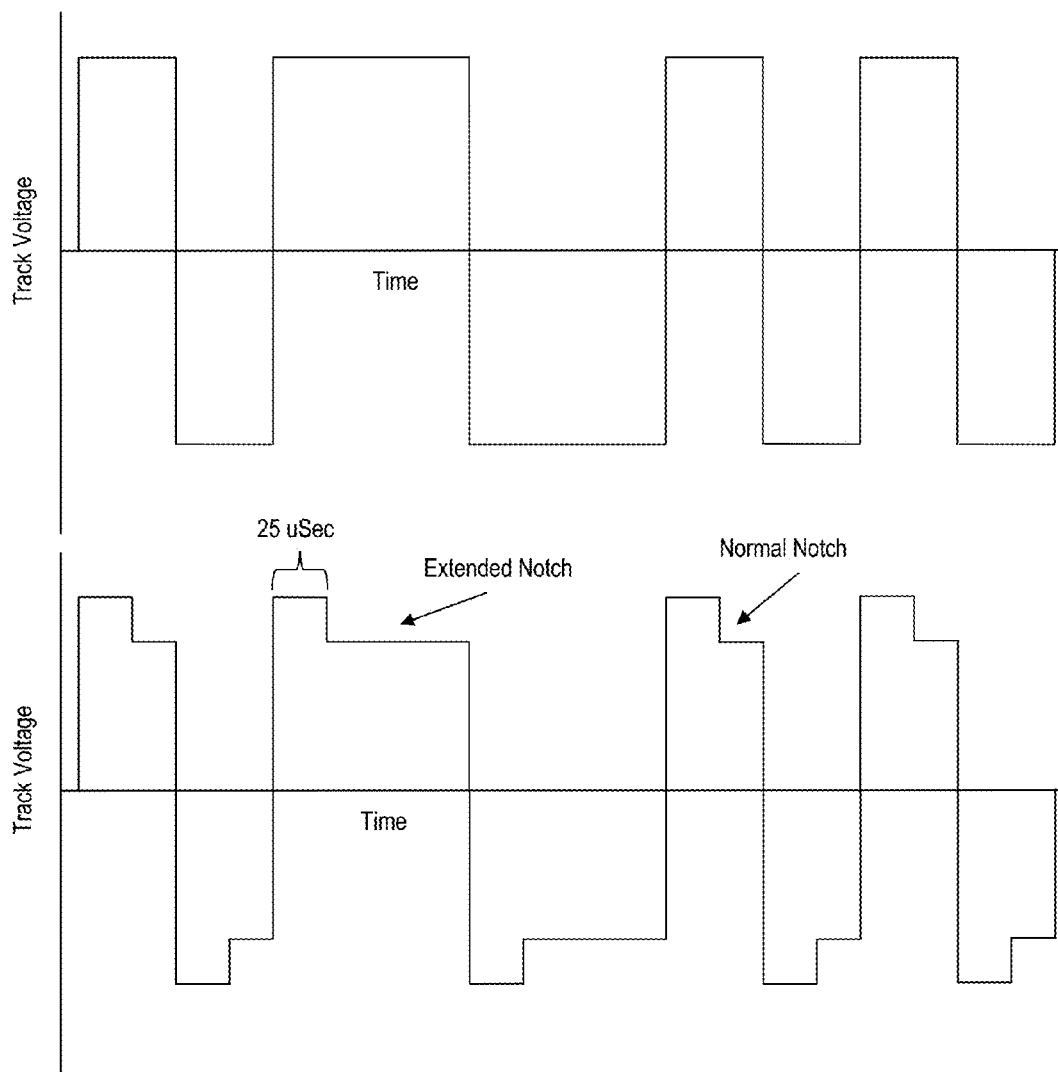 Track Voltage
Time
25 uSec
Extended Notch
Normal Notch
Track Voltage
Time